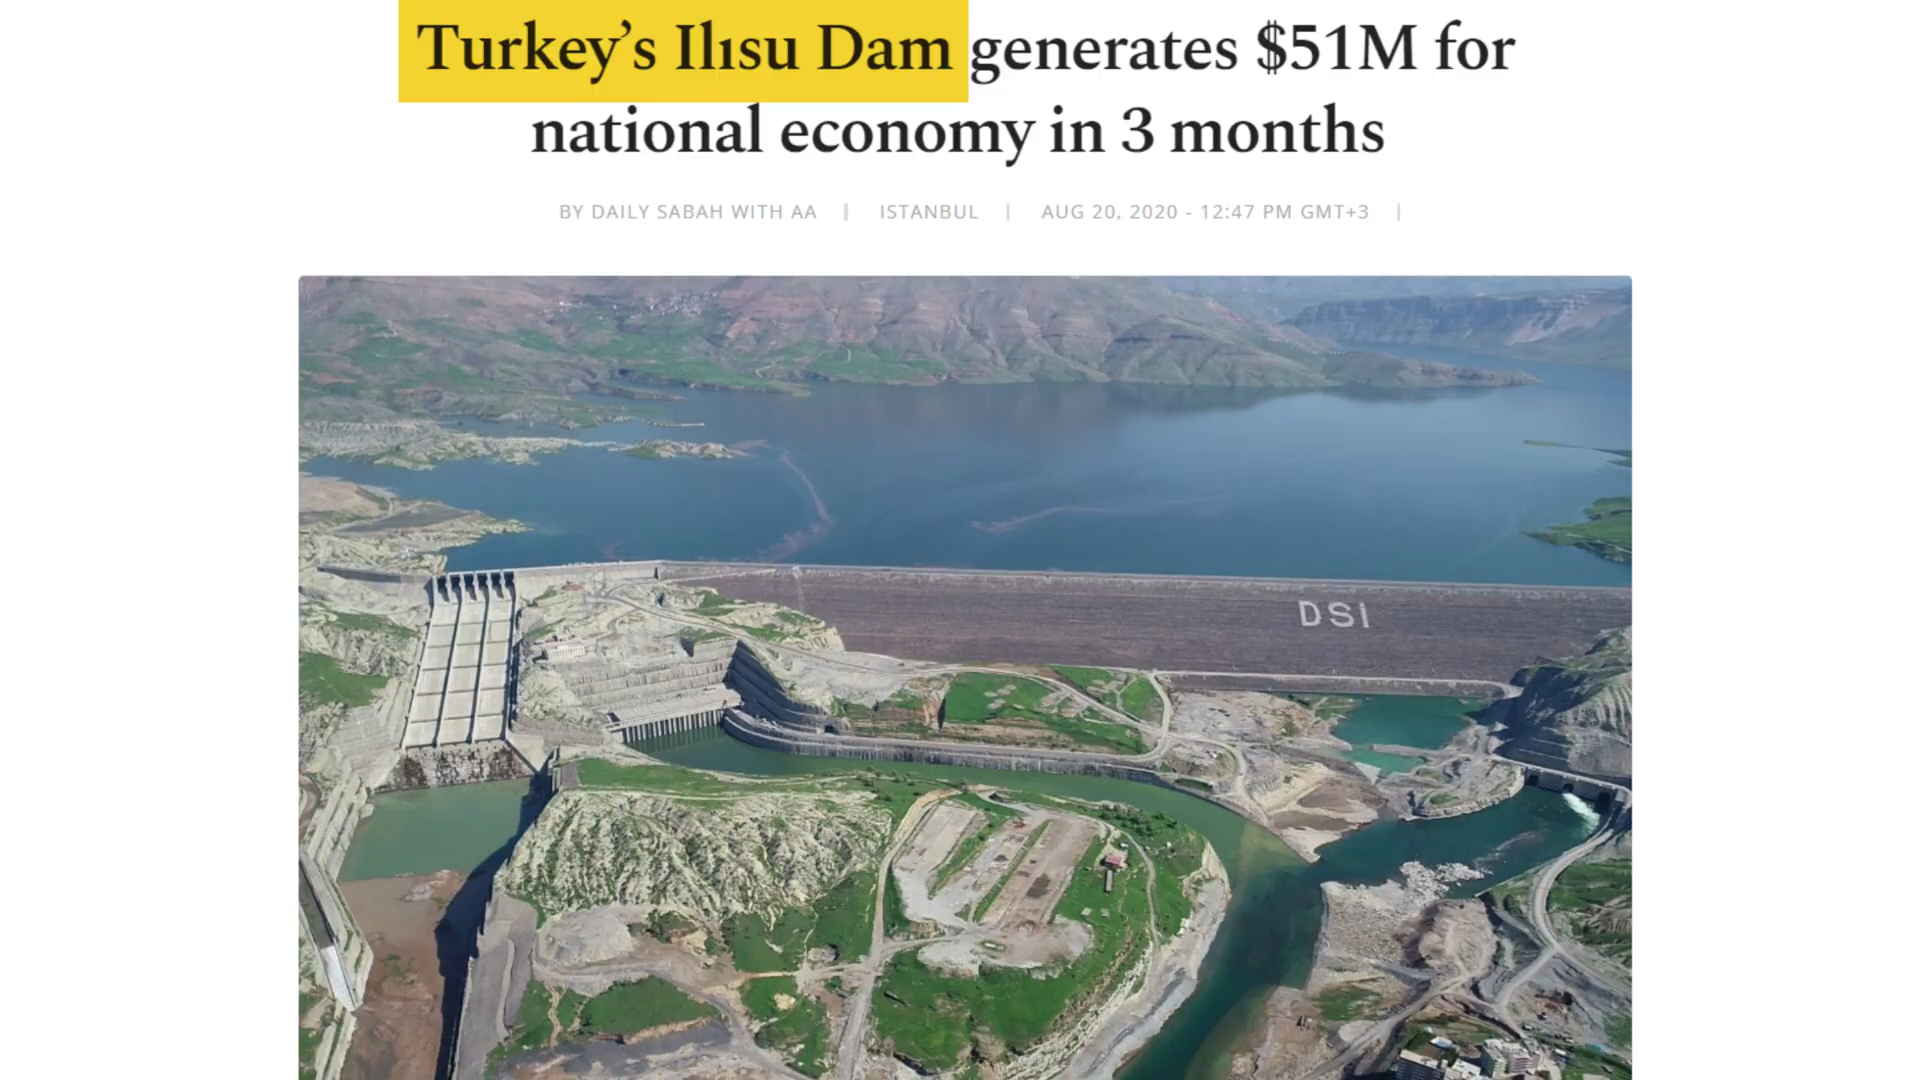 Turkey’s Ilısu Dam generates $51M for
national economy in 3 months
BY DAILY SABAH WITH AA | ISTANBUL | AUG 20, 2020 - 12:47 PM GMT+3 |
DSİ